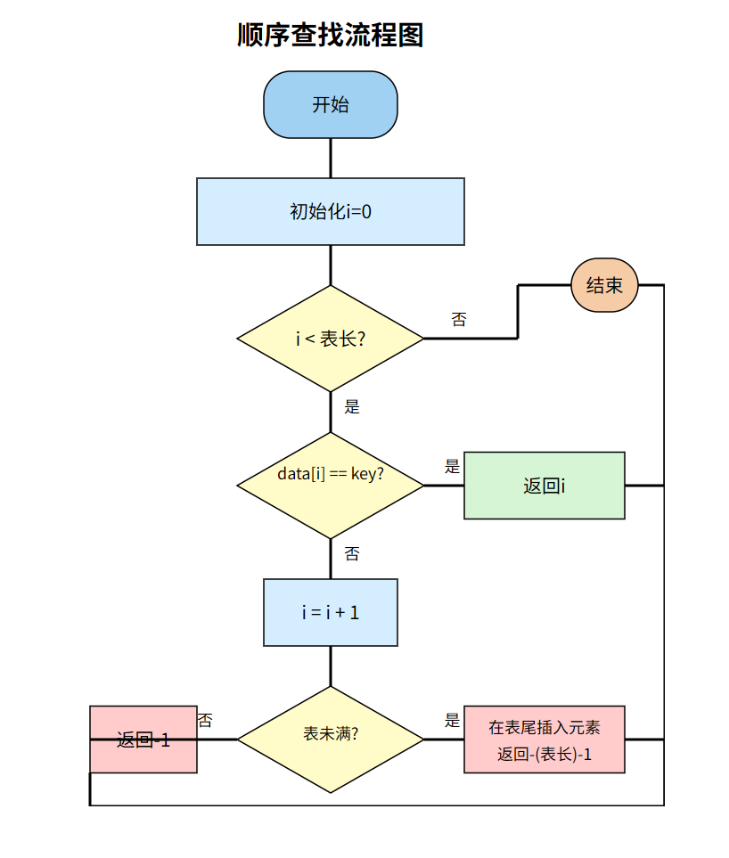 顺序查找流程图
开始
初始化i=0
结束
i < 表长?
否
是
data[i] == key?
是
返回i
否
i = i + 1
返回-1
否
表未满?
是
在表尾插入元素
返回-(表长)-1